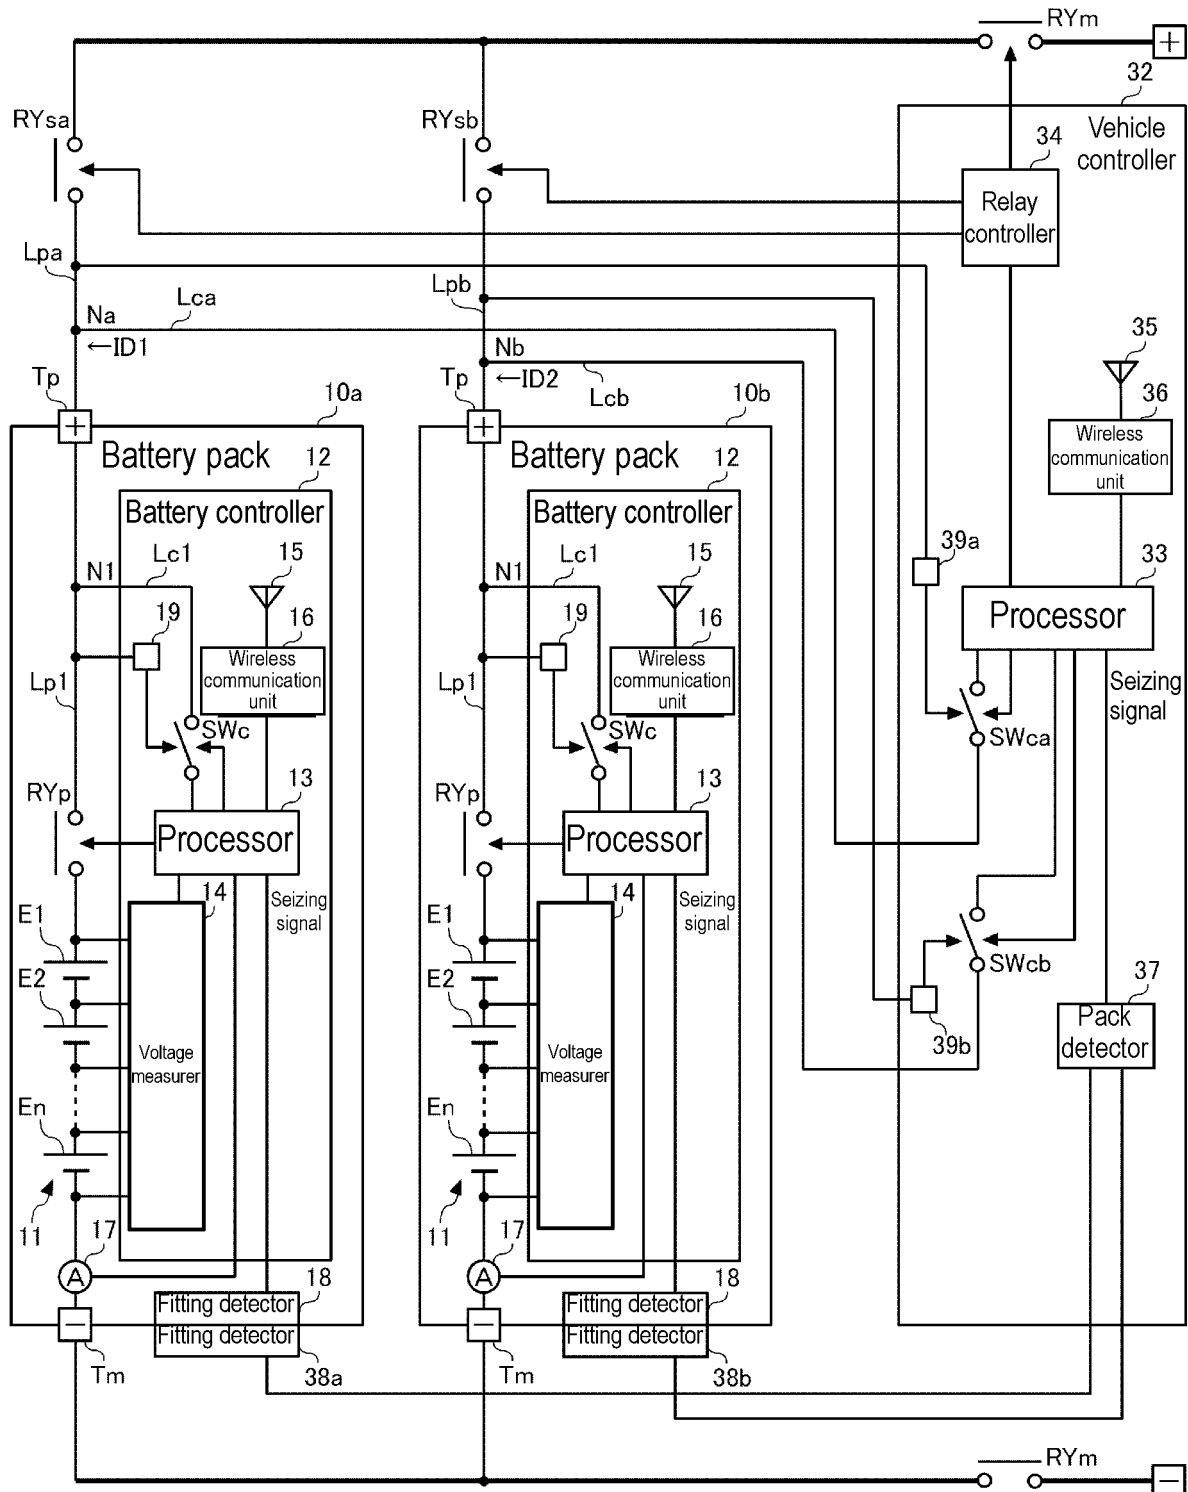 RYm
+
32
RYsa
RYsb
Vehicle
controller
34
Relay
controller
Lpa
Lpb
Na
Lca
←ID1
Nb
←ID2
Lcb
35
Tp
10a
Tp
10b
36
+
+
Wireless
communication
unit
Battery pack
12
Battery pack
12
Battery controller
Battery controller
39a
Lc1
15
Lc1
15
33
N1
N1
Processor
19
16
19
16
Wireless
communication
unit
Wireless
communication
unit
Seizing
signal
Lp1
Lp1
SWc
SWc
SWca
RYp
13
RYp
13
Processor
Processor
14
Seizing
signal
14
Seizing
signal
E1
E1
E2
E2
SWcb
37
Pack
detector
39b
Voltage
measurer
Voltage
measurer
En
En
11
17
11
17
A
A
18
18
Fitting detector
Fitting detector
−
−
Fitting detector
Fitting detector
Tm
38a
Tm
38b
RYm
−